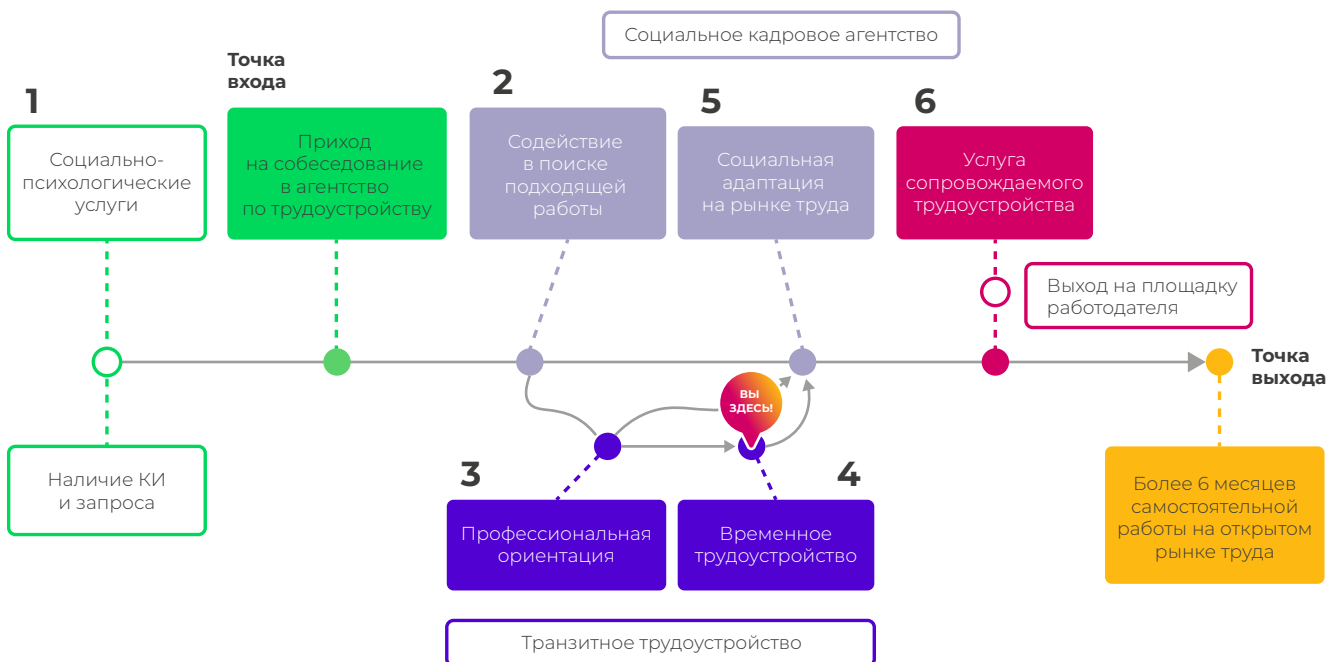 Социальное кадровое агентство
Точка
входа
1
2
5
6
Социально-
психологические
услуги
Приход
на собеседование
в агентство
по трудоустройству
Содействие
в поиске
подходящей
работы
Социальная
адаптация
на рынке труда
Услуга
сопровождаемого
трудоустройства
Выход на площадку
работодателя
Точка
выхода
ВЫ
ЗДЕСЬ!
Наличие КИ
и запроса
3
4
Профессиональная
ориентация
Временное
трудоустройство
Более 6 месяцев
самостоятельной
работы на открытом
рынке труда
Транзитное трудоустройство